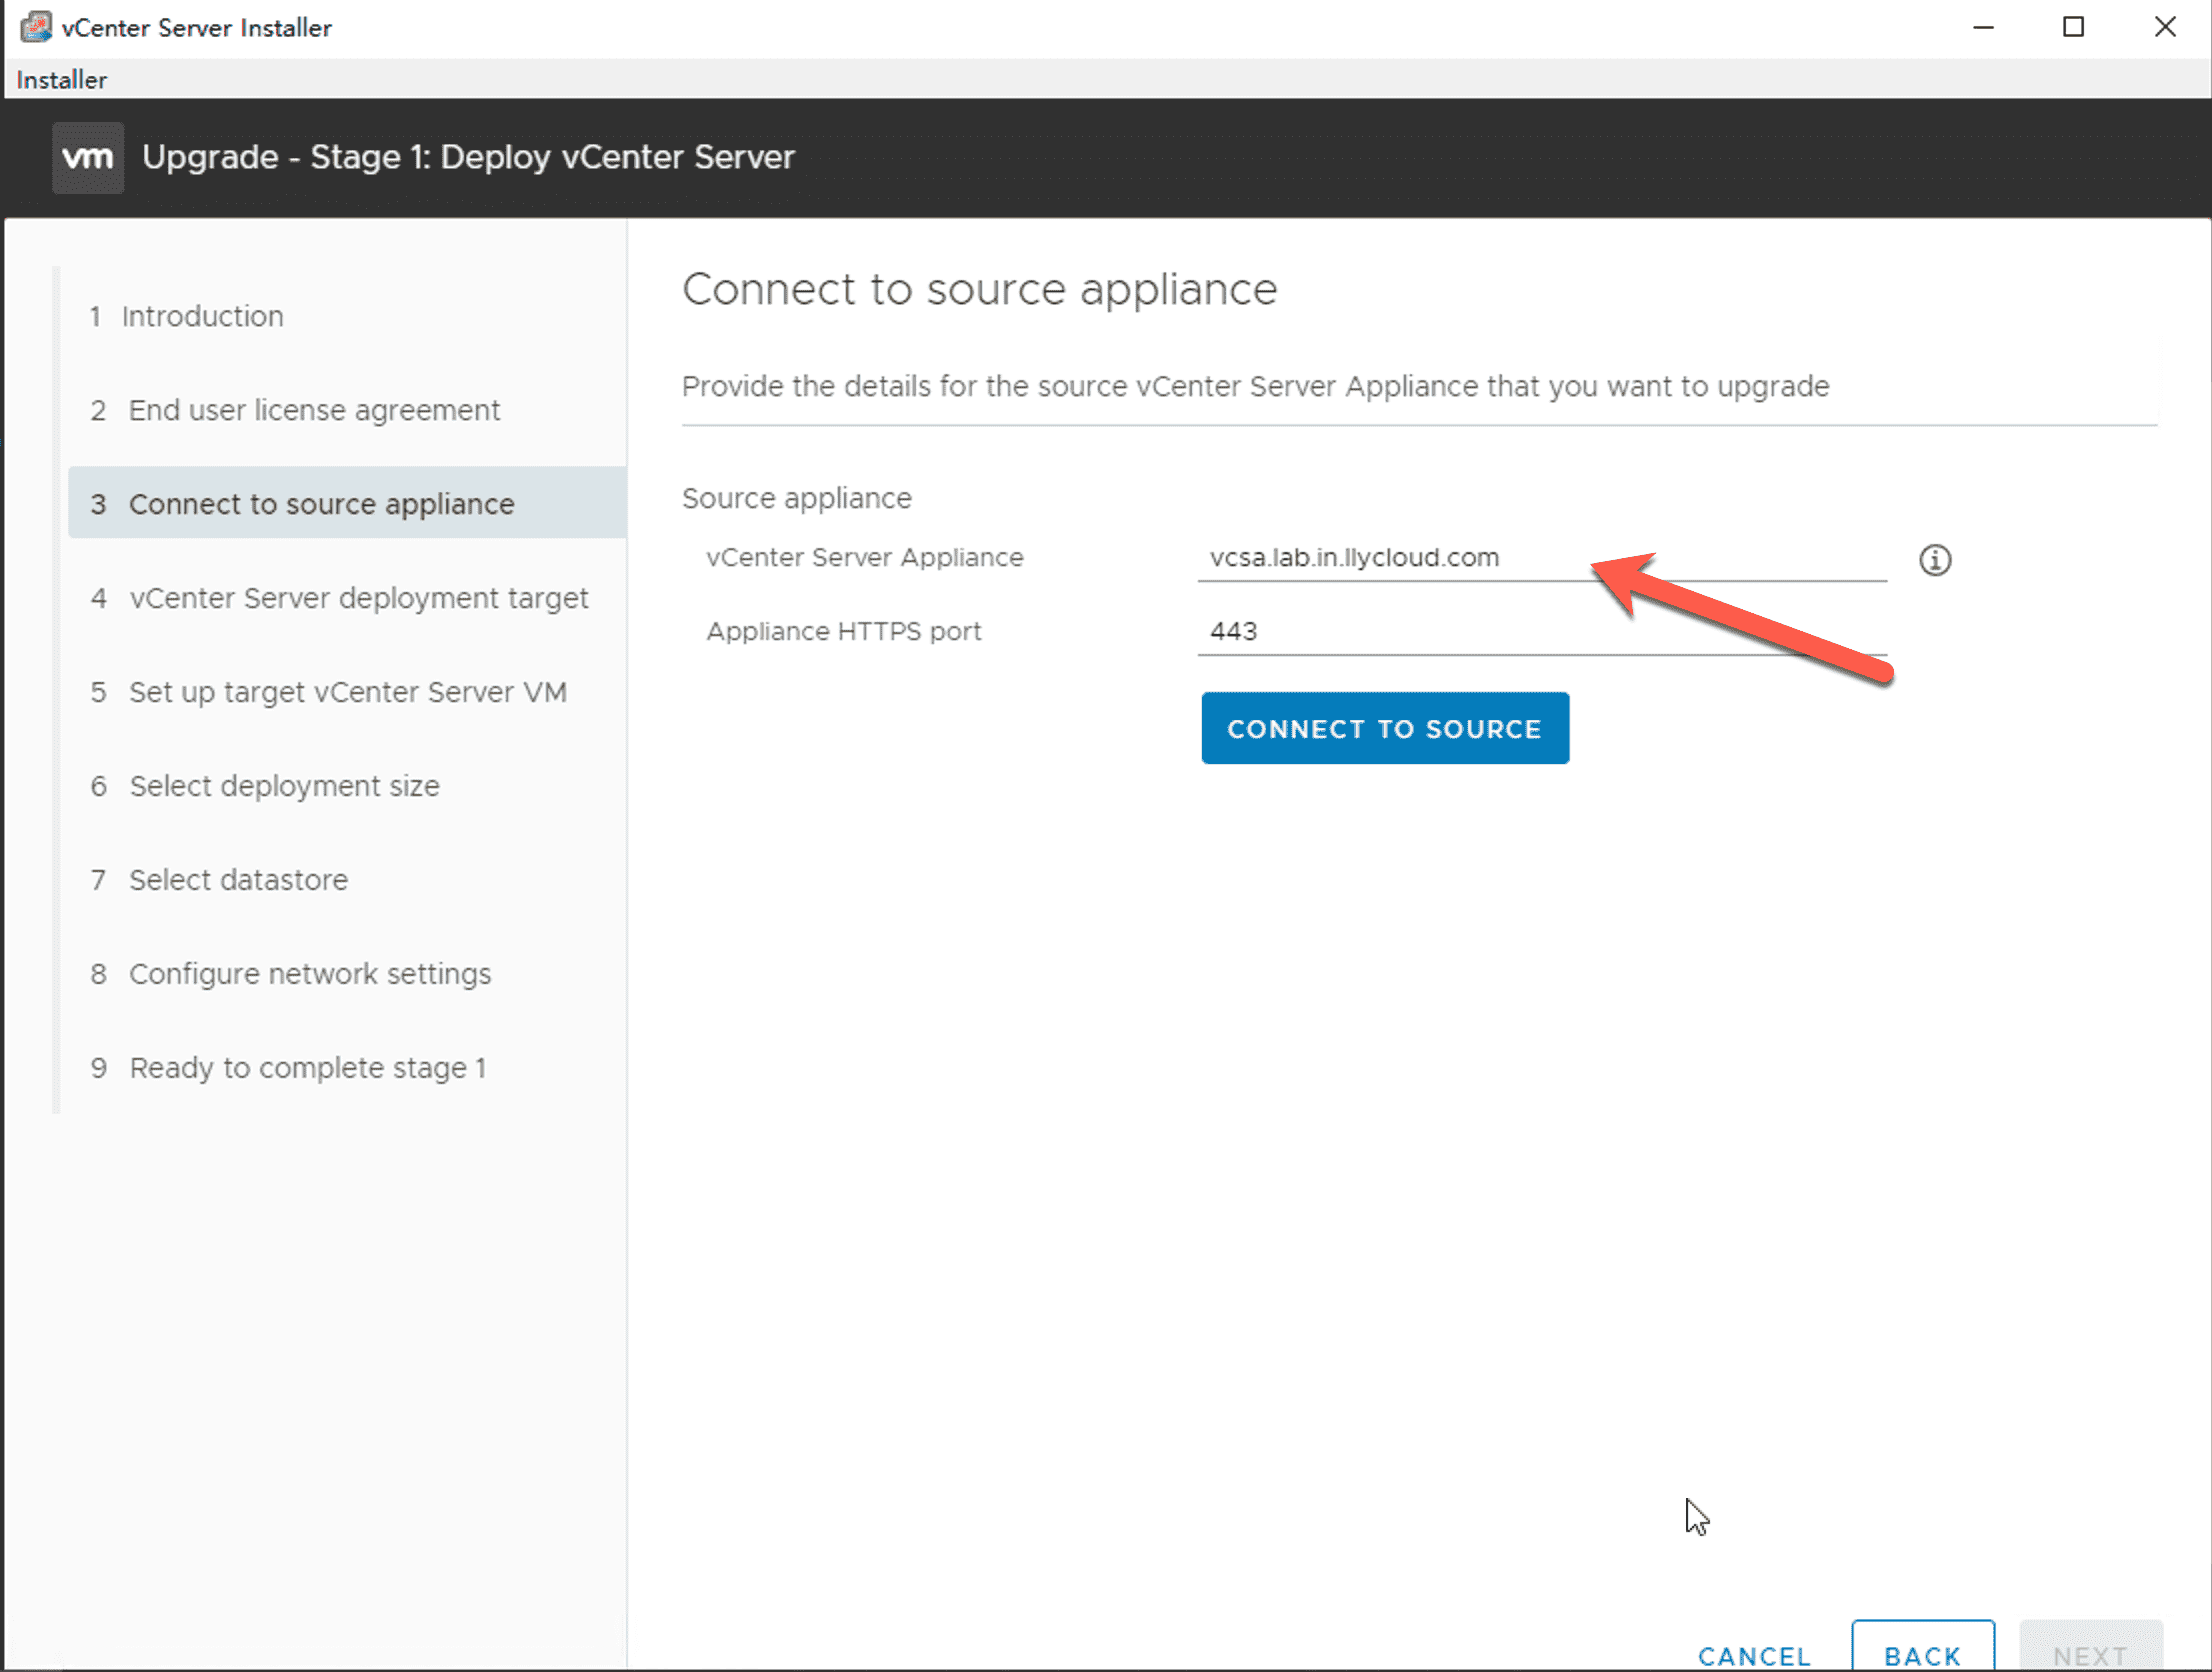 vCenter Server Installer
Installer
vm Upgrade - Stage 1: Deploy vCenter Server
1 Introduction
2 End user license agreement
3 Connect to source appliance
4 vCenter Server deployment target
5 Set up target vCenter Server VM
6 Select deployment size
7 Select datastore
8 Configure network settings
9 Ready to complete stage 1
Connect to source appliance
Provide the details for the source vCenter Server Appliance that you want to upgrade
Source appliance
vCenter Server Appliance vcsa.lab.in.llycloud.com
Appliance HTTPS port 443
CONNECT TO SOURCE
CANCEL BACK NEXT